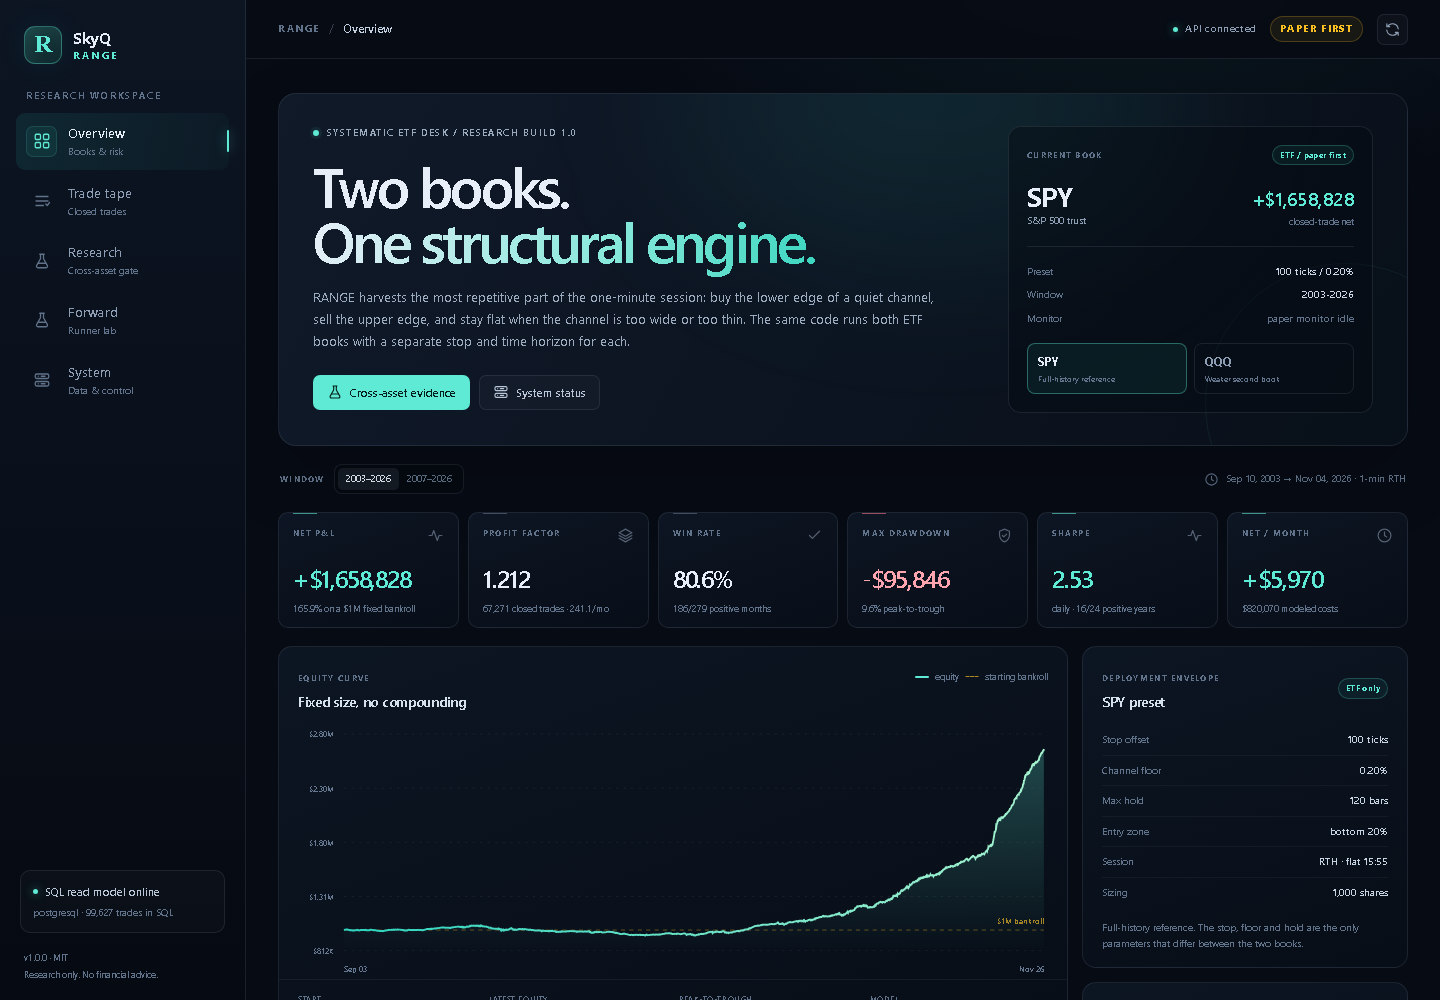 R
SkyQ
RANGE
RESEARCH WORKSPACE
Overview
Books & risk
Trade tape
Closed trades
Research
Cross-asset gate
Forward
Runner lab
System
Data & control
SQL read model online
postgresql · 99,627 trades in SQL
v1.0.0 · MIT
Research only. No financial advice.
RANGE / Overview
API connected
PAPER FIRST
SYSTEMATIC ETF DESK / RESEARCH BUILD 1.0
Two books.
One structural engine.
RANGE harvests the most repetitive part of the one-minute session: buy the lower edge of a quiet channel,
sell the upper edge, and stay flat when the channel is too wide or too thin. The same code runs both ETF
books with a separate stop and time horizon for each.
Cross-asset evidence
System status
CURRENT BOOK
ETF / paper first
SPY
+$1,658,828
S&P 500 trust
closed-trade net
Preset
100 ticks / 0.20%
Window
2003-2026
Monitor
paper monitor idle
SPY
Full-history reference
QQQ
Weaker second book
WINDOW
2003–2026
2007–2026
Sep 10, 2003 → Nov 04, 2026 · 1-min RTH
NET P&L
+$1,658,828
165.9% on a $1M fixed bankroll
PROFIT FACTOR
1.212
67,271 closed trades · 241.1/mo
WIN RATE
80.6%
186/279 positive months
MAX DRAWDOWN
-$95,846
9.6% peak-to-trough
SHARPE
2.53
daily · 16/24 positive years
NET / MONTH
+$5,970
$820,070 modeled costs
EQUITY CURVE
Fixed size, no compounding
equity
starting bankroll
$2.80M
$2.30M
$1.80M
$1.31M
$812K
$1M bankroll
Sep 03
Nov 26
START
LATEST EQUITY
PEAK-TO-TROUGH
MODEL
DEPLOYMENT ENVELOPE
SPY preset
ETF only
Stop offset
100 ticks
Channel floor
0.20%
Max hold
120 bars
Entry zone
bottom 20%
Session
RTH · flat 15:55
Sizing
1,000 shares
Full-history reference. The stop, floor and hold are the only
parameters that differ between the two books.